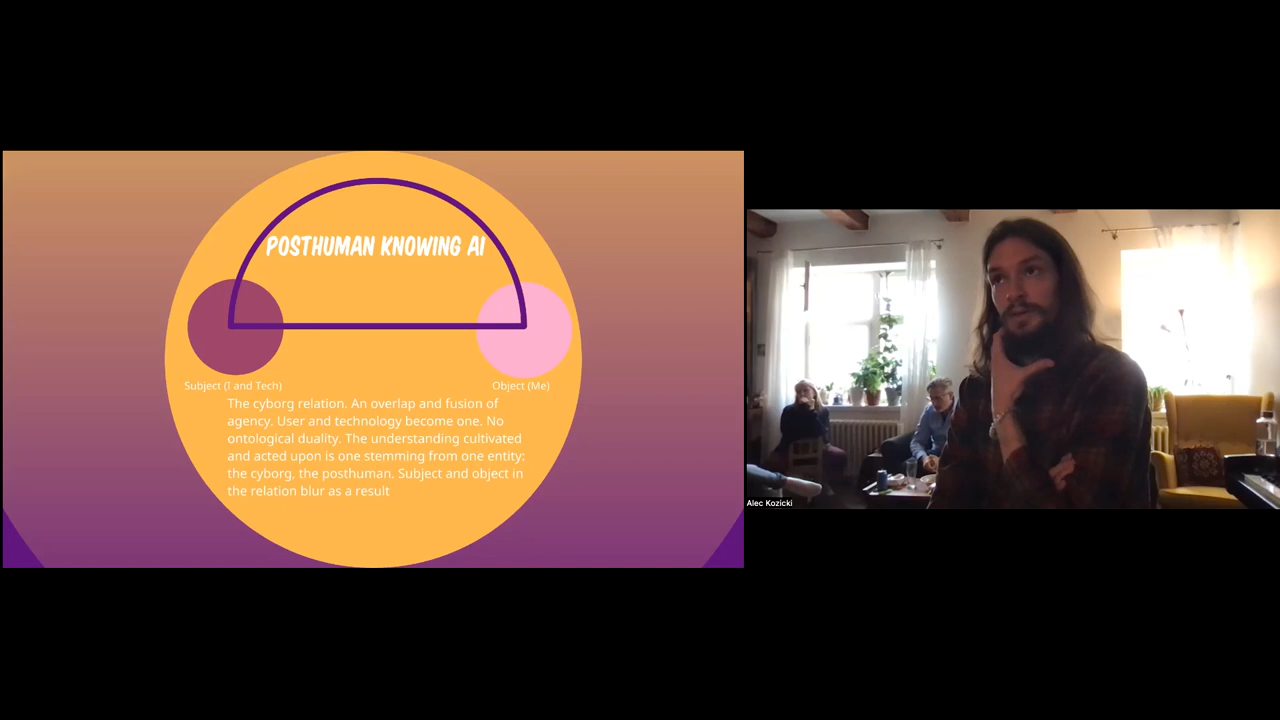 POSTHUMAN KNOWING AI
Subject (I and Tech)
Object (Me)
The cyborg relation. An overlap and fusion of
agency. User and technology become one. No
ontological duality. The understanding cultivated
and acted upon is one stemming from one entity:
the cyborg, the posthuman. Subject and object in
the relation blur as a result
Alec Kozicki